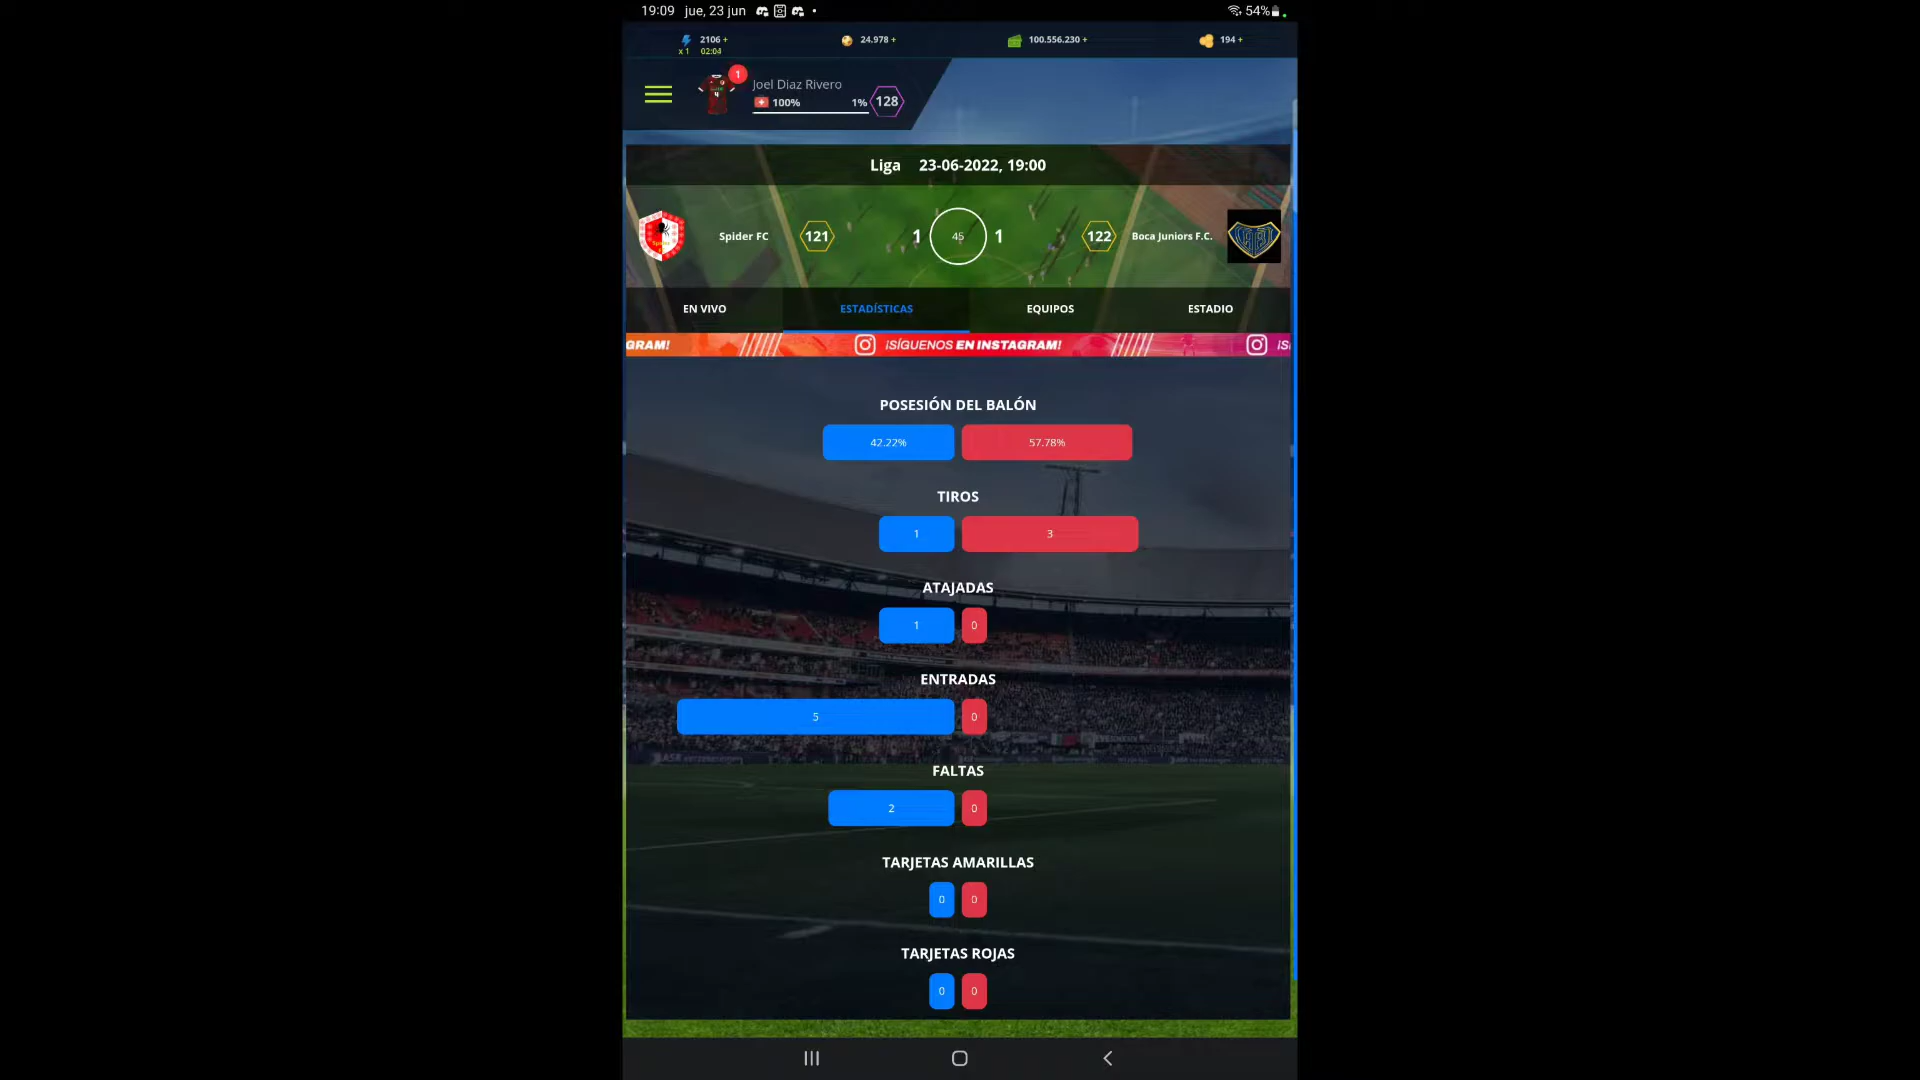 19:09 jue, 23 jun
54%
2106 +
x 1 02:04
24.978 +
100.556.230 +
194 +
1
4
Joel Diaz Rivero
100% 1%
128
Liga 23-06-2022, 19:00
Spider FC 121 1 45 1 122 Boca Juniors F.C.
EN VIVO ESTADÍSTICAS EQUIPOS ESTADIO
GRAM! ¡SÍGUENOS EN INSTAGRAM! ¡S
POSESIÓN DEL BALÓN
42.22% 57.78%
TIROS
1 3
ATAJADAS
1 0
ENTRADAS
5 0
FALTAS
2 0
TARJETAS AMARILLAS
0 0
TARJETAS ROJAS
0 0